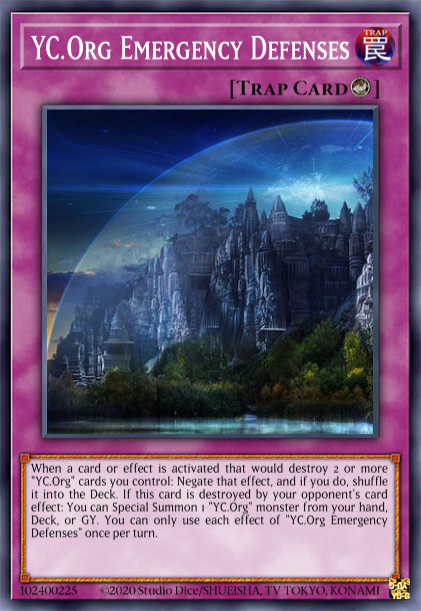 YC.Org Emergency Defenses
TRAP
罠
[Trap Card]
When a card or effect is activated that would destroy 2 or more
"YC.Org" cards you control: Negate that effect, and if you do, shuffle
it into the Deck. If this card is destroyed by your opponent's card
effect: You can Special Summon 1 "YC.Org" monster from your hand,
Deck, or GY. You can only use each effect of "YC.Org Emergency
Defenses" once per turn.
102400225 ©2020 Studio Dice/SHUEISHA, TV TOKYO, KONAMI